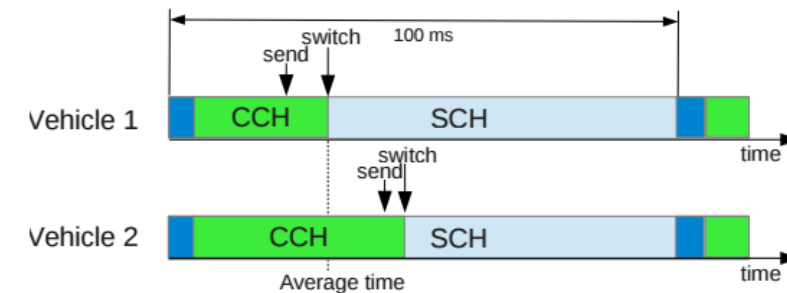 switch
100 ms
send
Vehicle 1
CCH
SCH
time
switch
send
Vehicle 2
CCH
SCH
time
Average time